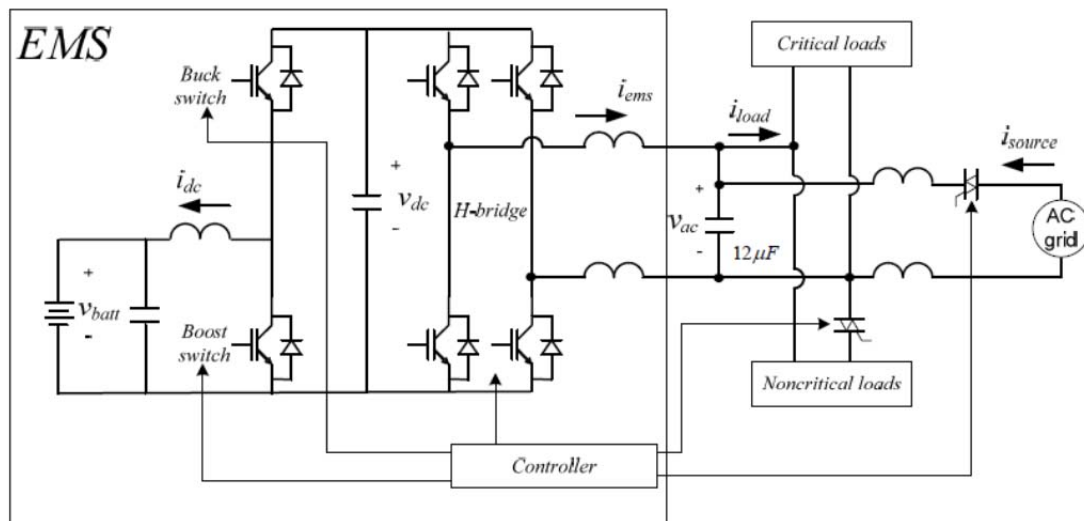 EMS
Critical loads
Buck
switch
i_ems
i_load
i_source
i_dc
+
v_dc
-
H-bridge
+
v_ac
-
12μF
AC
grid
+
v_batt
-
Boost
switch
Noncritical loads
Controller